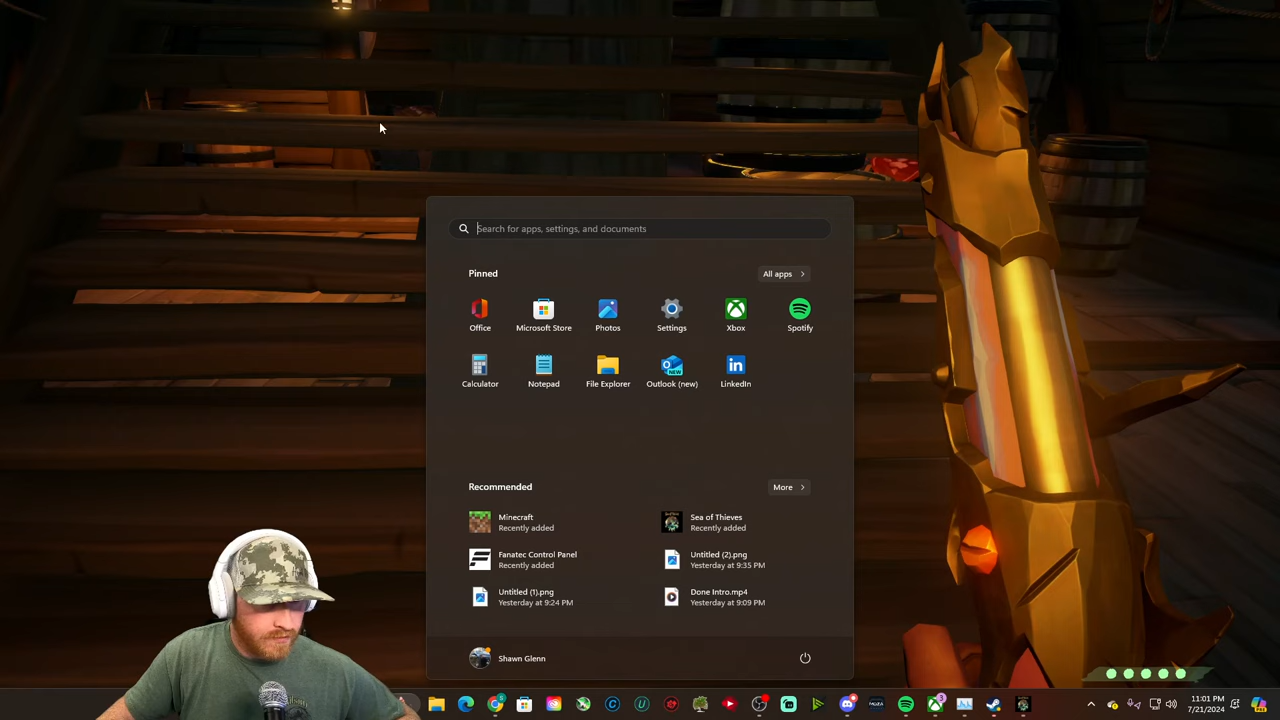 Search for apps, settings, and documents
Pinned
All apps
Office
Microsoft Store
Photos
Settings
Xbox
Spotify
Calculator
Notepad
File Explorer
Outlook (new)
LinkedIn
Recommended
More
Minecraft
Recently added
Sea of Thieves
Recently added
Fanatec Control Panel
Recently added
Untitled (2).png
Yesterday at 9:35 PM
Untitled (1).png
Yesterday at 9:24 PM
Done Intro.mp4
Yesterday at 9:09 PM
Shawn Glenn
MOZA
3
11:01 PM
7/21/2024